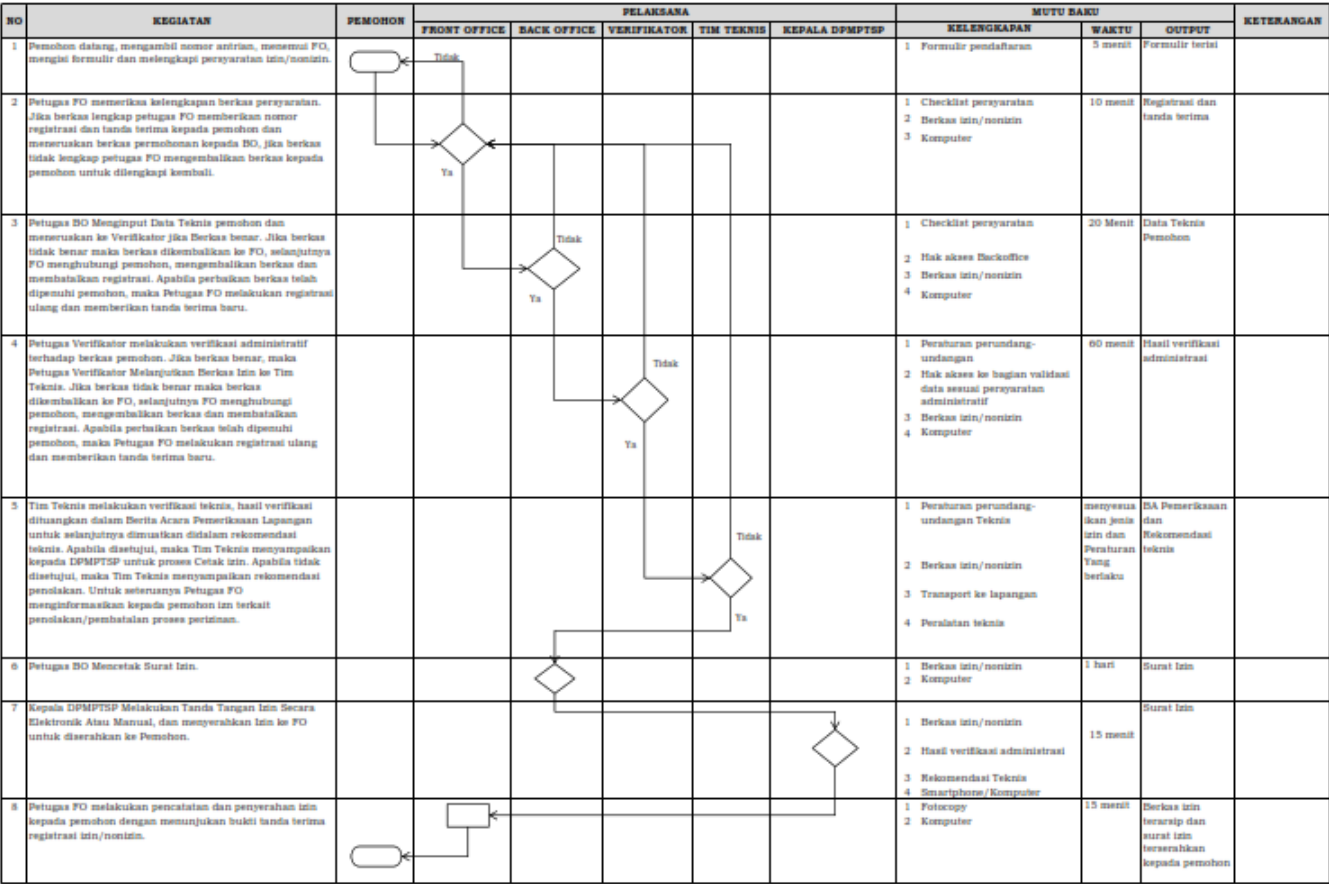 NO KEGIATAN PEMOHON PELAKSANA MUTU BAKU KETERANGAN
FRONT OFFICE BACK OFFICE VERIFIKATOR TIM TEKNIS KEPALA DPMPTSP KELENGKAPAN WAKTU OUTPUT
1 Pemohon datang, mengambil nomor antrian, menemui FO,
mengisi formulir dan melengkapi persyaratan izin/nonizin.
Tidak
1 Formulir pendaftaran
5 menit
Formulir terisi
2 Petugas FO memeriksa kelengkapan berkas persyaratan.
Jika berkas lengkap petugas FO memberikan nomor
registrasi dan tanda terima kepada pemohon dan
meneruskan berkas permohonan kepada BO, jika berkas
tidak lengkap petugas FO mengembalikan berkas kepada
pemohon untuk dilengkapi kembali.
Ya
1 Checklist persyaratan
2 Berkas izin/nonizin
3 Komputer
10 menit
Registrasi dan
tanda terima
3 Petugas BO Menginput Data Teknis pemohon dan
meneruskan ke Verifikator jika Berkas benar. Jika berkas
tidak benar maka berkas dikembalikan ke FO, selanjutnya
FO menghubungi pemohon, mengembalikan berkas dan
membatalkan registrasi. Apabila perbaikan berkas telah
dipenuhi pemohon, maka Petugas FO melakukan registrasi
ulang dan memberikan tanda terima baru.
Tidak
Ya
1 Checklist persyaratan
2 Hak akses Backoffice
3 Berkas izin/nonizin
4 Komputer
20 Menit
Data Teknis
Pemohon
4 Petugas Verifikator melakukan verifikasi administratif
terhadap berkas pemohon. Jika berkas benar, maka
Petugas Verifikator Melanjutkan Berkas Izin ke Tim
Teknis. Jika berkas tidak benar maka berkas
dikembalikan ke FO, selanjutnya FO menghubungi
pemohon, mengembalikan berkas dan membatalkan
registrasi. Apabila perbaikan berkas telah dipenuhi
pemohon, maka Petugas FO melakukan registrasi ulang
dan memberikan tanda terima baru.
Tidak
Ya
1 Peraturan perundang-
undangan
2 Hak akses ke bagian validasi
data sesuai persyaratan
administratif
3 Berkas izin/nonizin
4 Komputer
60 menit
Hasil verifikasi
administrasi
5 Tim Teknis melakukan verifikasi teknis, hasil verifikasi
dituangkan dalam Berita Acara Pemeriksaan Lapangan
untuk selanjutnya dimuatkan didalam rekomendasi
teknis. Apabila disetujui, maka Tim Teknis menyampaikan
kepada DPMPTSP untuk proses Cetak izin. Apabila tidak
disetujui, maka Tim Teknis menyampaikan rekomendasi
penolakan. Untuk seterusnya Petugas FO
menginformasikan kepada pemohon izn terkait
penolakan/pembatalan proses perizinan.
Tidak
Ya
1 Peraturan perundang-
undangan Teknis
2 Berkas izin/nonizin
3 Transport ke lapangan
4 Peralatan teknis
menyesua
ikan jenis
izin dan
Peraturan
Yang
berlaku
BA Pemeriksaan
dan
Rekomendasi
teknis
6 Petugas BO Mencetak Surat Izin.
1 Berkas izin/nonizin
2 Komputer
1 hari
Surat Izin
7 Kepala DPMPTSP Melakukan Tanda Tangan Izin Secara
Elektronik Atau Manual, dan menyerahkan Izin ke FO
untuk diserahkan ke Pemohon.
1 Berkas izin/nonizin
2 Hasil verifikasi administrasi
3 Rekomendasi Teknis
4 Smartphone/Komputer
15 menit
Surat Izin
8 Petugas FO melakukan pencatatan dan penyerahan izin
kepada pemohon dengan menunjukan bukti tanda terima
registrasi izin/nonizin.
1 Fotocopy
2 Komputer
15 menit
Berkas izin
terarsip dan
surat izin
terserahkan
kepada pemohon